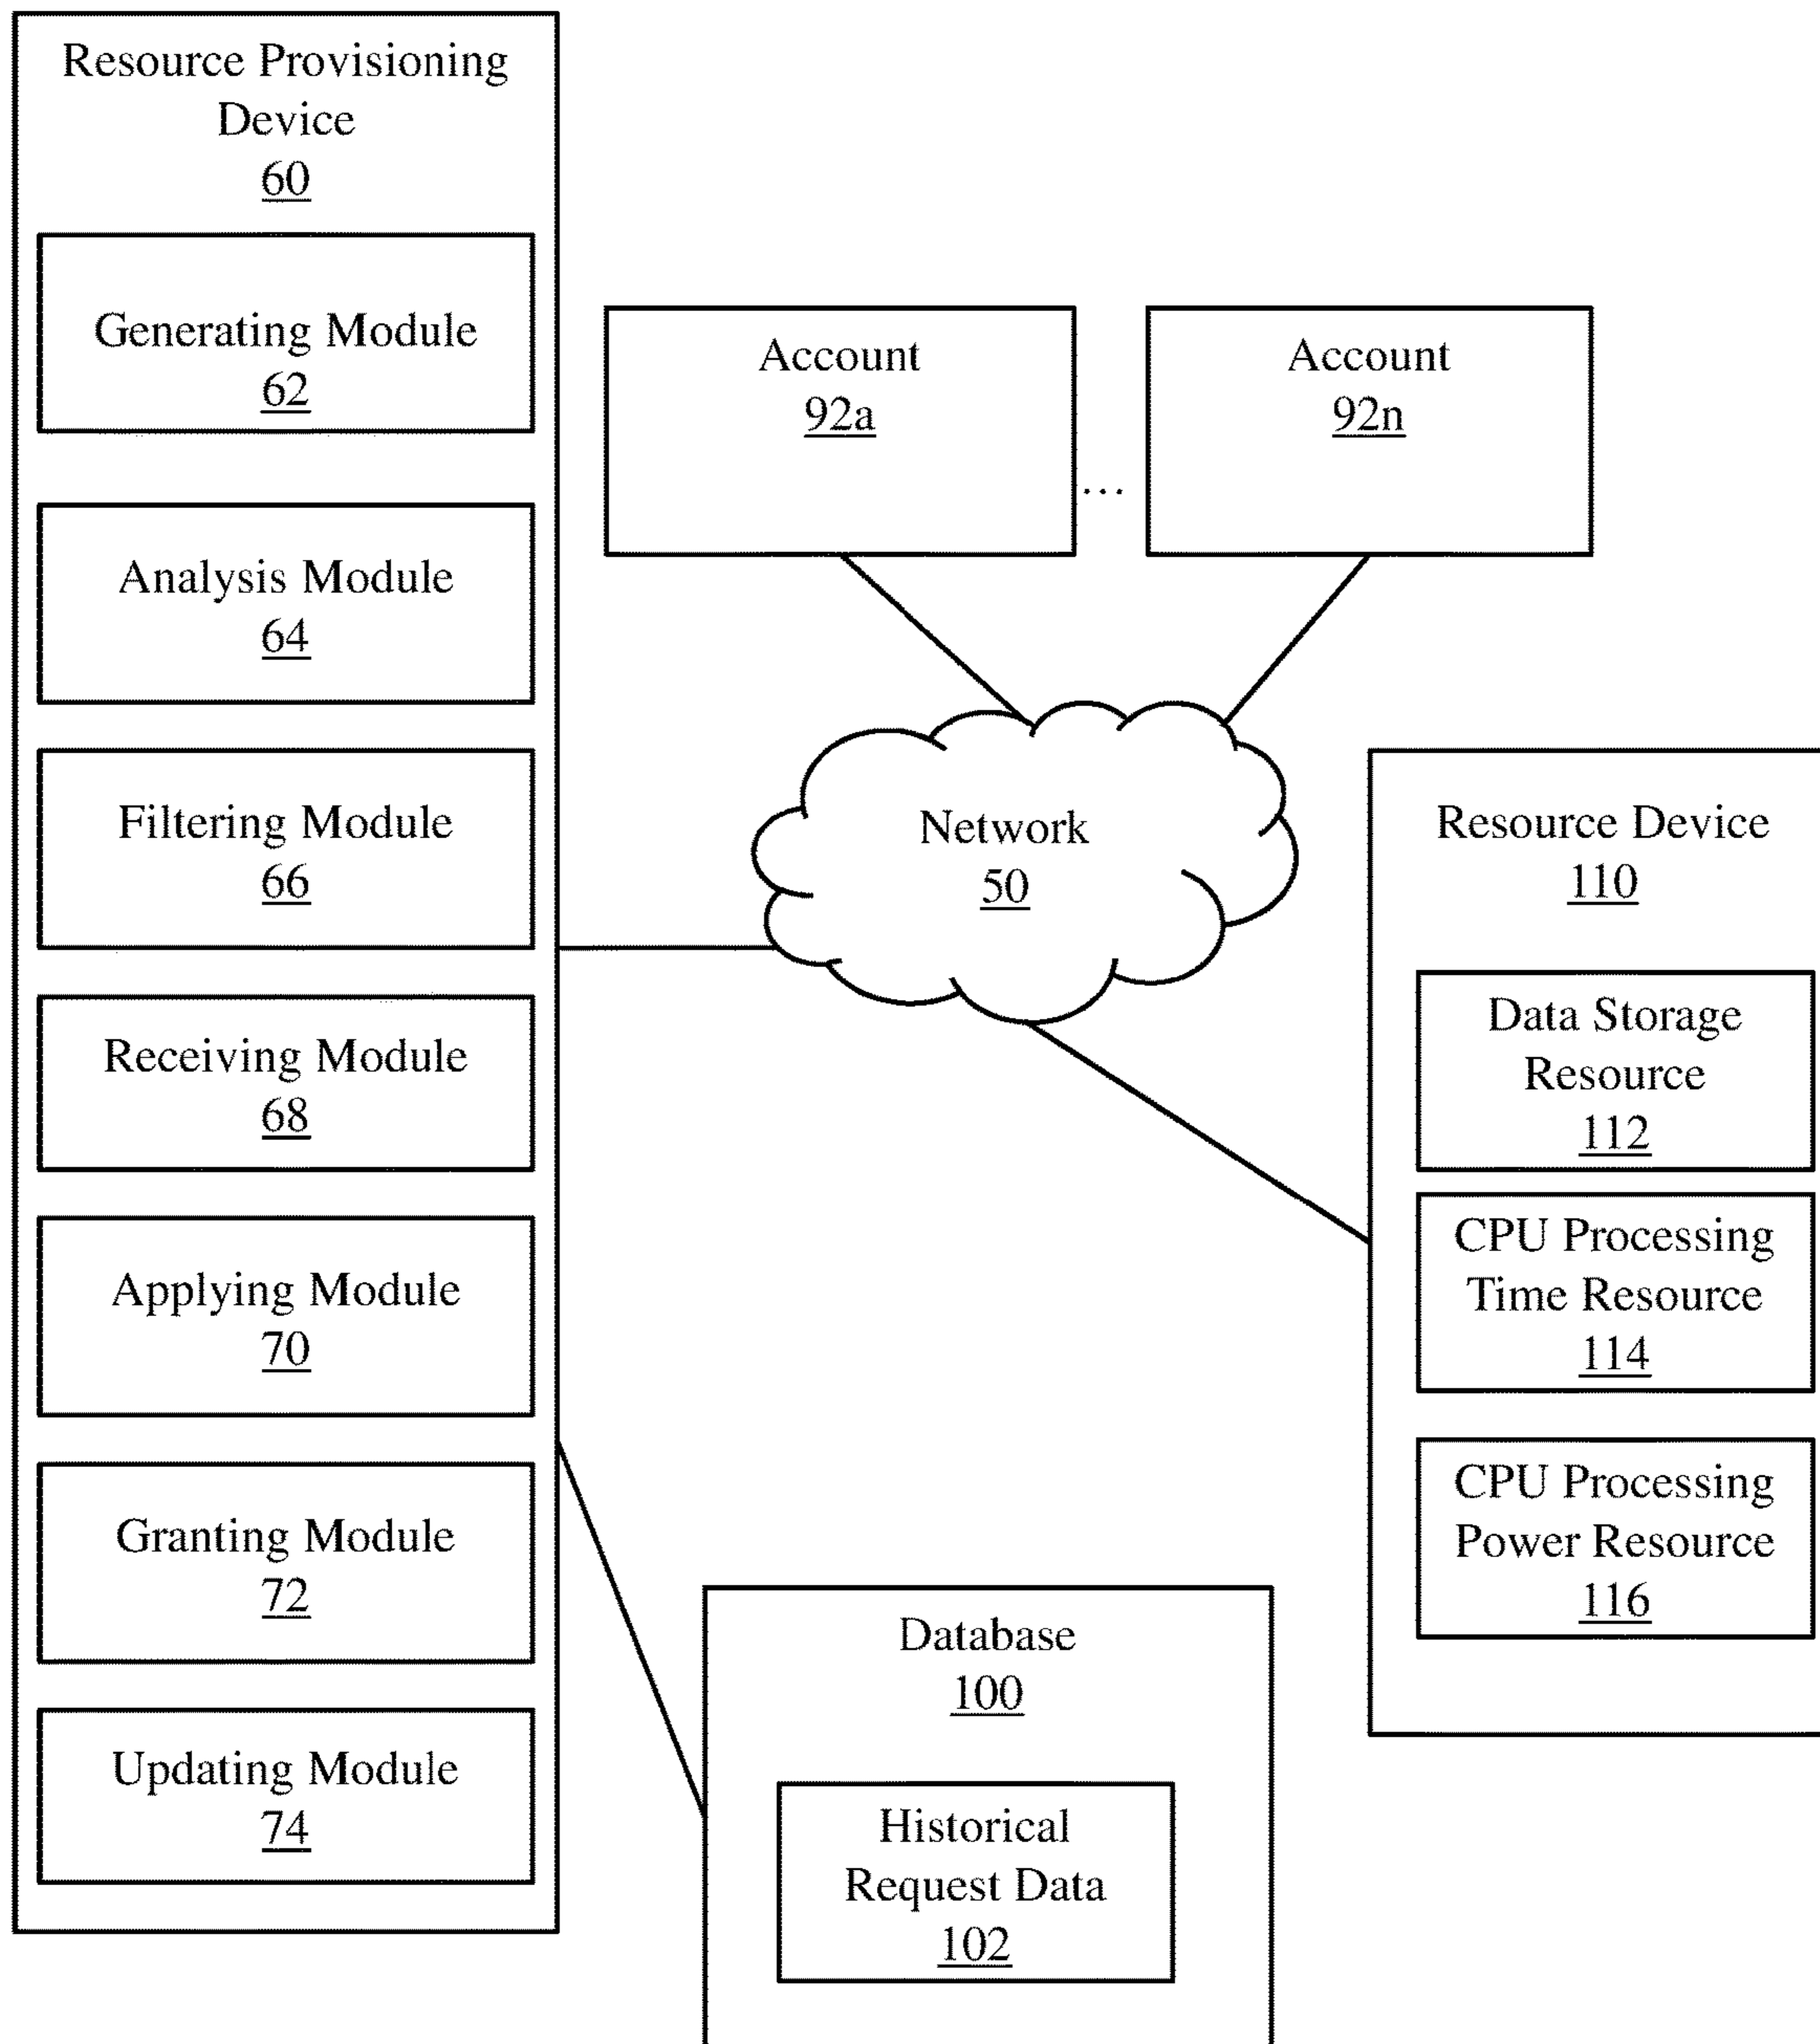 Resource Provisioning
Device
60
Generating Module
62
Analysis Module
64
Filtering Module
66
Receiving Module
68
Applying Module
70
Granting Module
72
Updating Module
74
Account
92a
...
Account
92n
Network
50
Resource Device
110
Data Storage
Resource
112
CPU Processing
Time Resource
114
CPU Processing
Power Resource
116
Database
100
Historical
Request Data
102